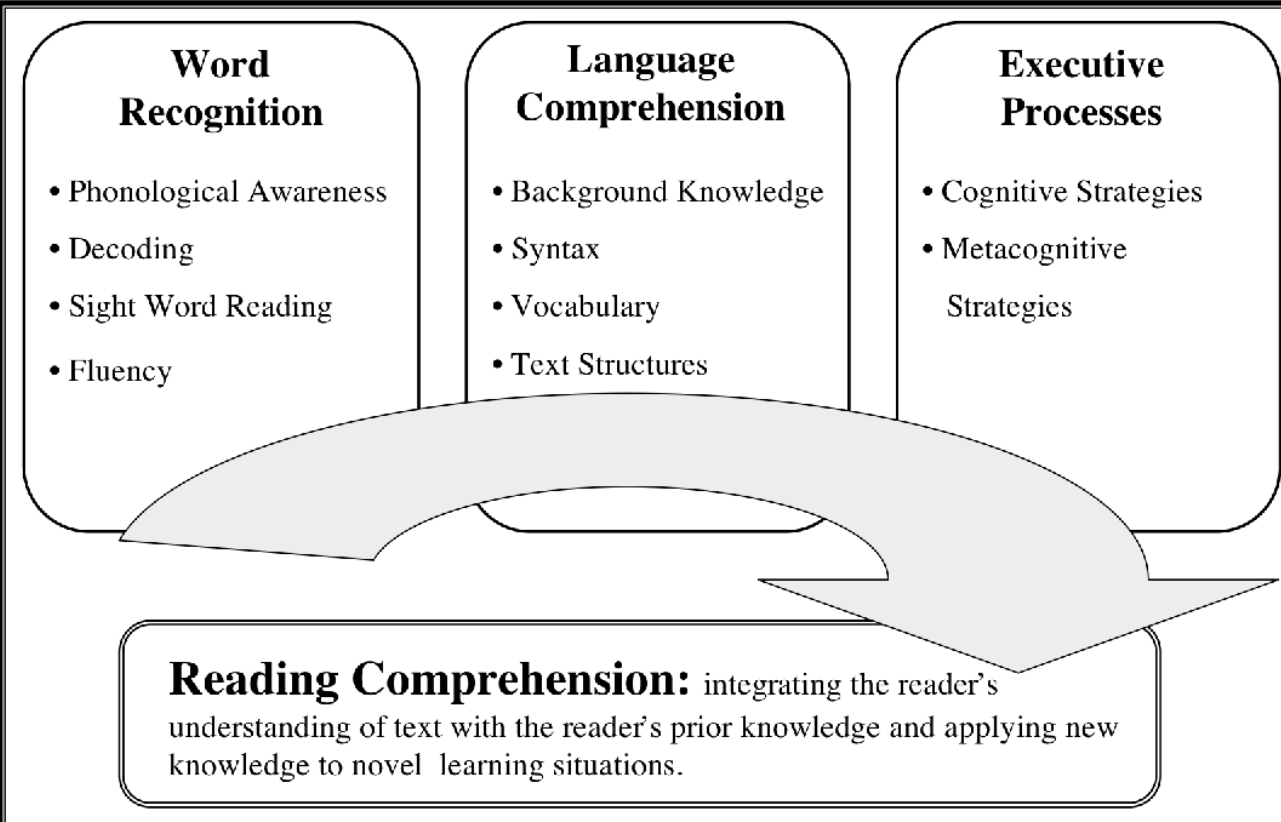 Word
Recognition
• Phonological Awareness
• Decoding
• Sight Word Reading
• Fluency
Language
Comprehension
• Background Knowledge
• Syntax
• Vocabulary
• Text Structures
Executive
Processes
• Cognitive Strategies
• Metacognitive
Strategies
Reading Comprehension: integrating the reader’s
understanding of text with the reader’s prior knowledge and applying new
knowledge to novel learning situations.